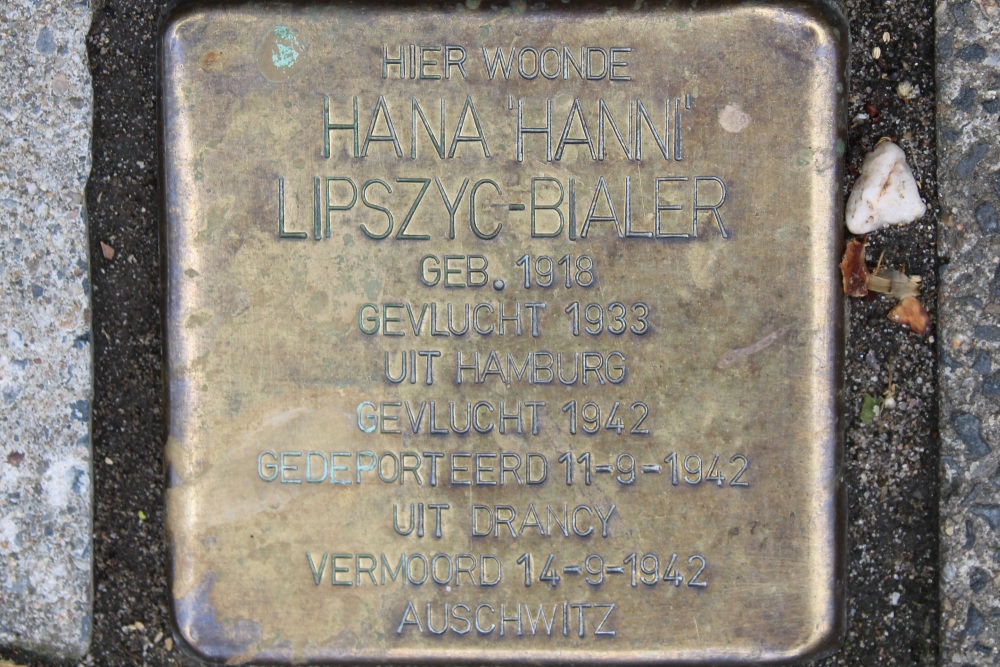 HIER WOONDE
HANA "HANNI"
LIPSZYC-BIALER
GEB. 1918
GEVLUCHT 1933
UIT HAMBURG
GEVLUCHT 1942
GEDEPORTEERD 11-9-1942
UIT DRANCY
VERMOORD 14-9-1942
AUSCHWITZ